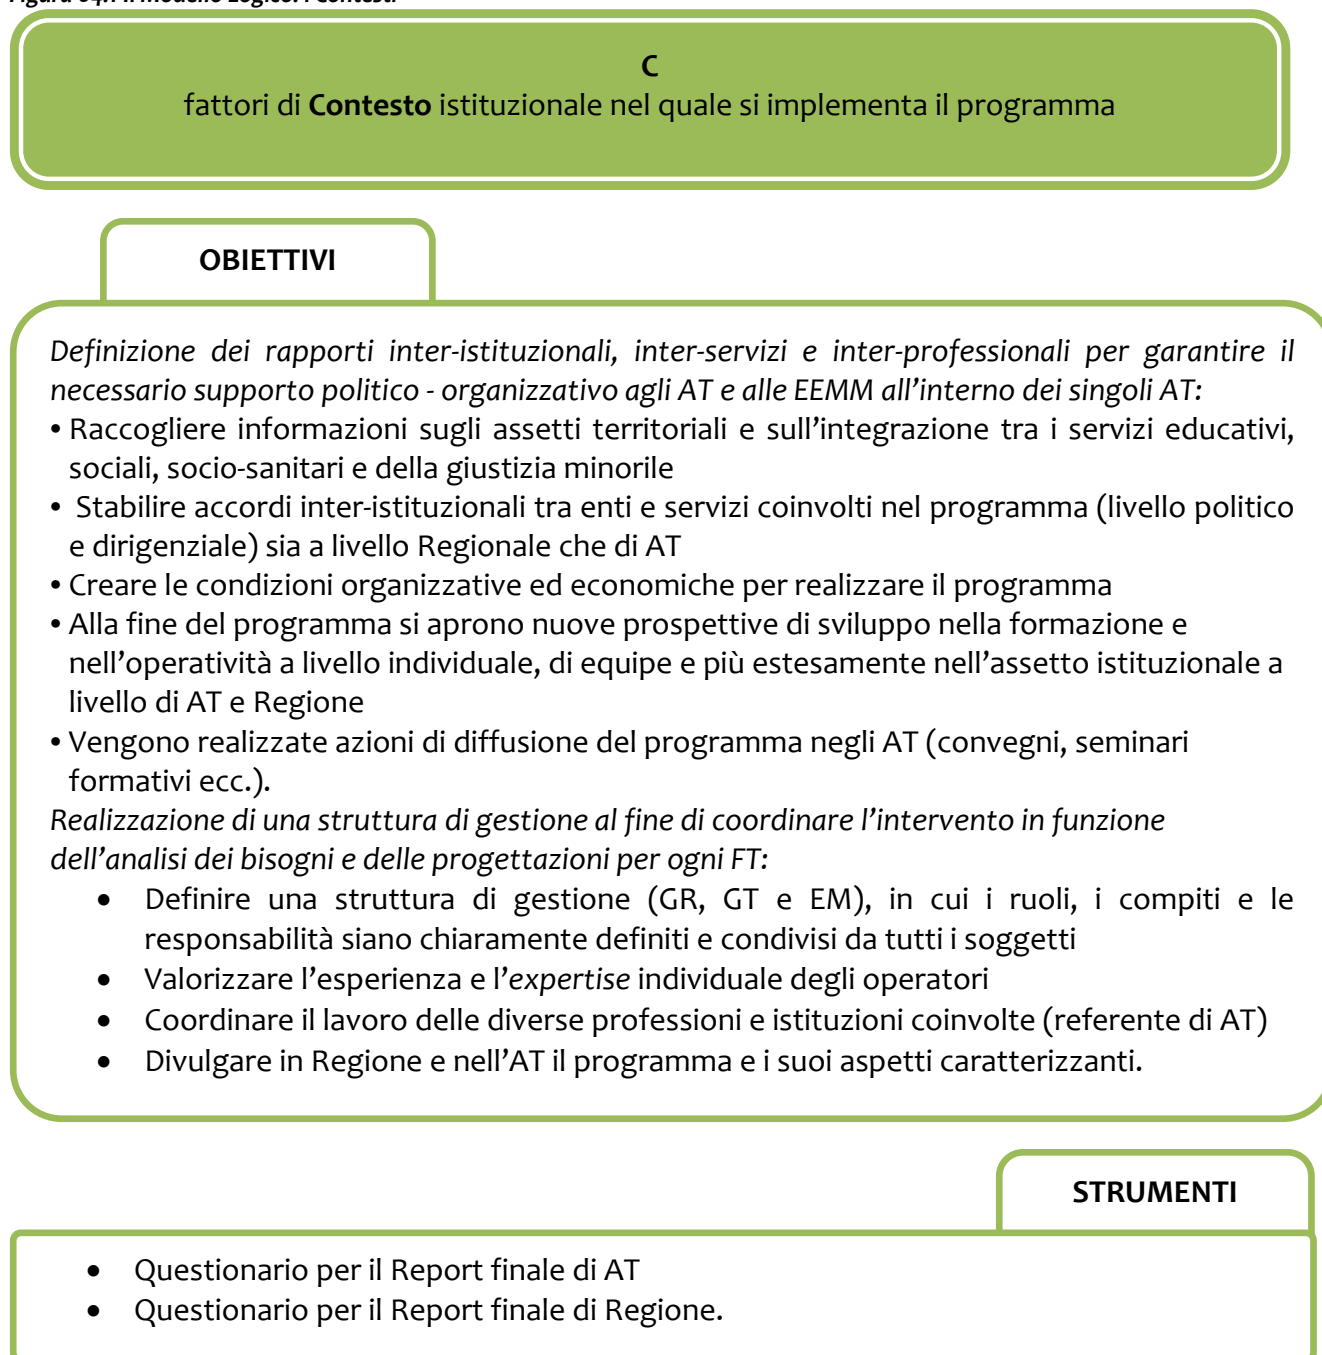 C
fattori di Contesto istituzionale nel quale si implementa il programma
OBIETTIVI
Definizione dei rapporti inter-istituzionali, inter-servizi e inter-professionali per garantire il
necessario supporto politico - organizzativo agli AT e alle EEMM all’interno dei singoli AT:
• Raccogliere informazioni sugli assetti territoriali e sull’integrazione tra i servizi educativi,
sociali, socio-sanitari e della giustizia minorile
• Stabilire accordi inter-istituzionali tra enti e servizi coinvolti nel programma (livello politico
e dirigenziale) sia a livello Regionale che di AT
• Creare le condizioni organizzative ed economiche per realizzare il programma
• Alla fine del programma si aprono nuove prospettive di sviluppo nella formazione e
nell’operatività a livello individuale, di equipe e più estesamente nell’assetto istituzionale a
livello di AT e Regione
• Vengono realizzate azioni di diffusione del programma negli AT (convegni, seminari
formativi ecc.).
Realizzazione di una struttura di gestione al fine di coordinare l’intervento in funzione
dell’analisi dei bisogni e delle progettazioni per ogni FT:
• Definire una struttura di gestione (GR, GT e EM), in cui i ruoli, i compiti e le
responsabilità siano chiaramente definiti e condivisi da tutti i soggetti
• Valorizzare l’esperienza e l’expertise individuale degli operatori
• Coordinare il lavoro delle diverse professioni e istituzioni coinvolte (referente di AT)
• Divulgare in Regione e nell’AT il programma e i suoi aspetti caratterizzanti.
STRUMENTI
• Questionario per il Report finale di AT
• Questionario per il Report finale di Regione.